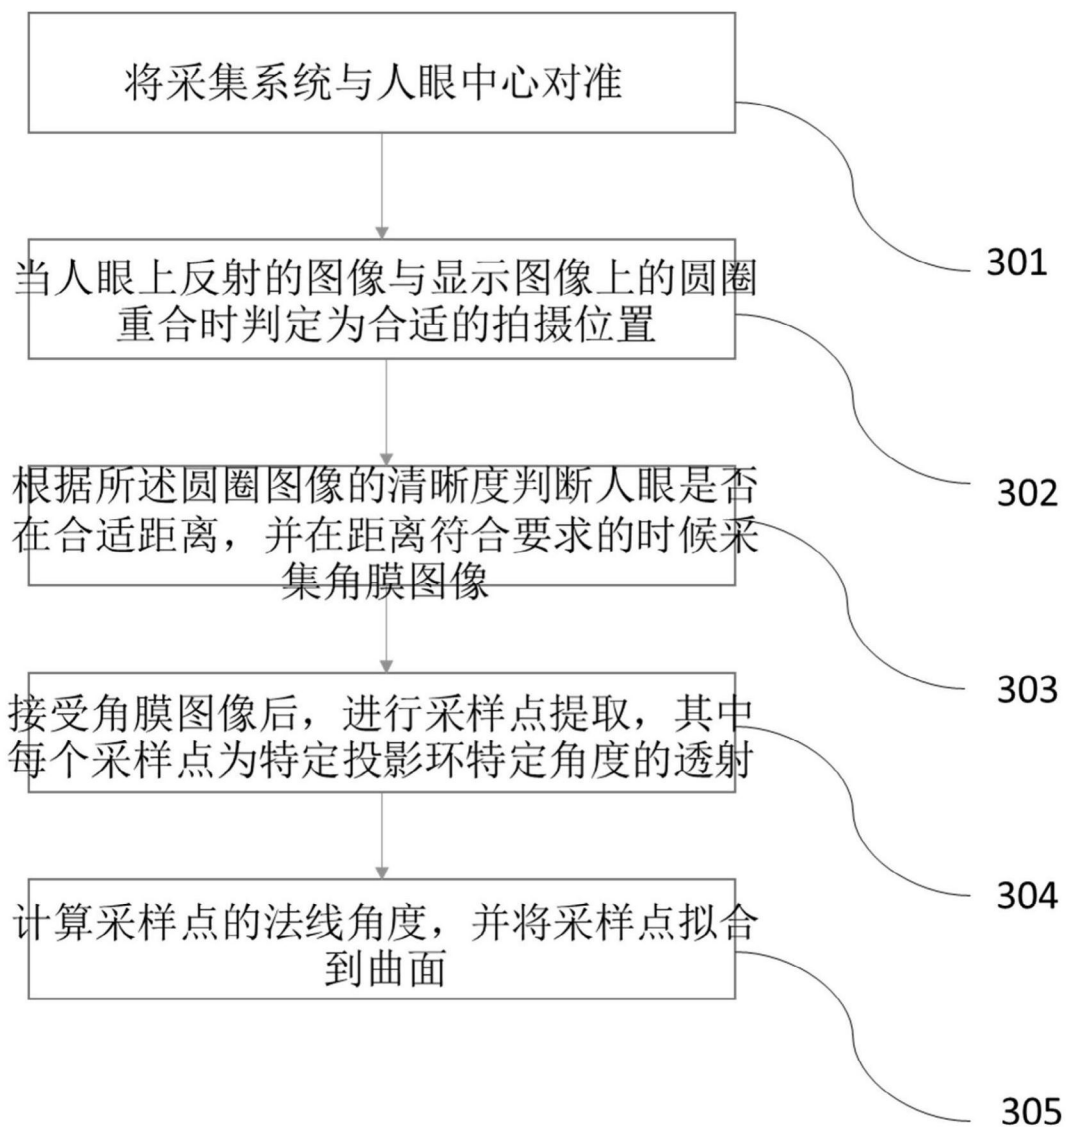 将采集系统与人眼中心对准
301
当人眼上反射的图像与显示图像上的圆圈
重合时判定为合适的拍摄位置
302
根据所述圆圈图像的清晰度判断人眼是否
在合适距离，并在距离符合要求的时候采
集角膜图像
303
接受角膜图像后，进行采样点提取，其中
每个采样点为特定投影环特定角度的透射
304
计算采样点的法线角度，并将采样点拟合
到曲面
305